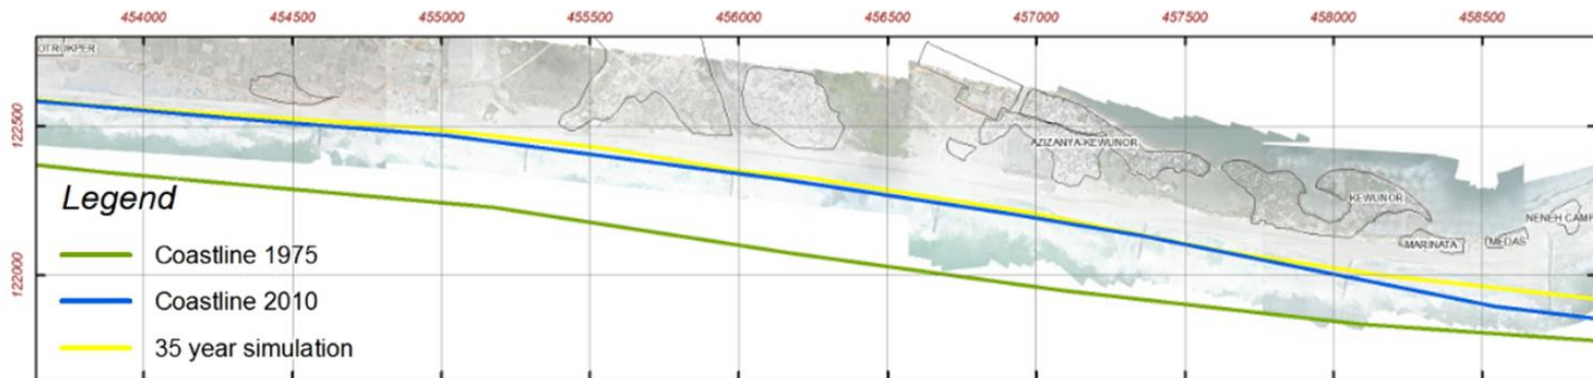 454000 454500 455000 455500 456000 456500 457000 457500 458000 458500
OTROKPER
122500
AZIZANYA-KEWUNOR
KEWUNOR
NENEH CAMP
MARINATA
MEDAS
122000
Legend
Coastline 1975
Coastline 2010
35 year simulation